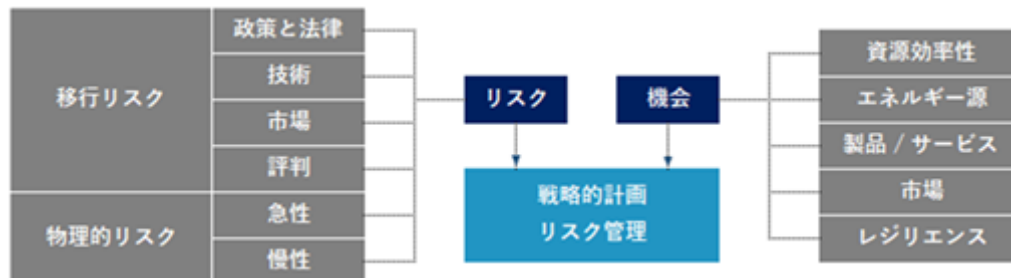 移行リスク
政策と法律
技術
市場
評判
物理的リスク
急性
慢性
リスク
機会
戦略的計画
リスク管理
資源効率性
エネルギー源
製品 / サービス
市場
レジリエンス